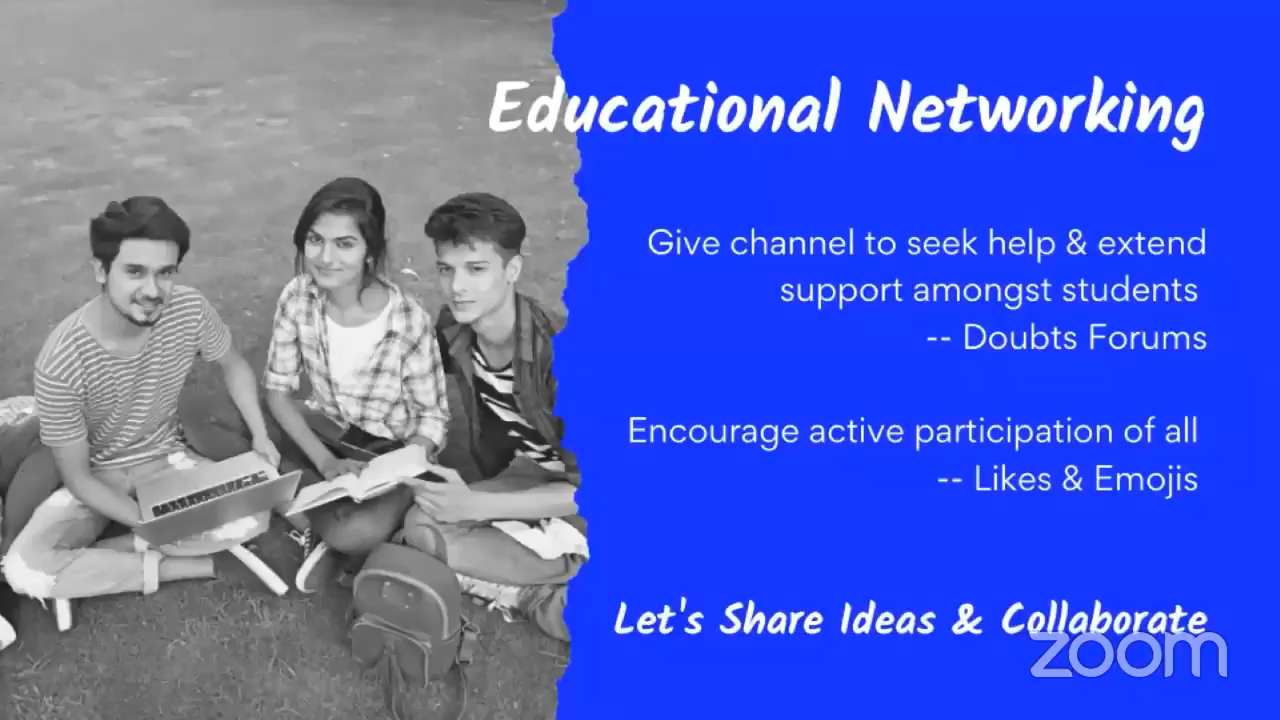 Educational Networking
Give channel to seek help & extend
support amongst students
-- Doubts Forums
Encourage active participation of all
-- Likes & Emojis
Let's Share Ideas & Collaborate
zoom